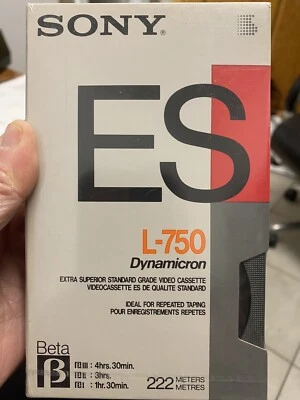 SONY®
ES
L-750
Dynamicron
EXTRA SUPERIOR STANDARD GRADE VIDEO CASSETTE
VIDEOCASSETTE ES DE QUALITE STANDARD
IDEAL FOR REPEATED TAPING
POUR ENREGISTREMENTS REPETES
Beta
β
βIII : 4hrs. 30min.
βII : 3hrs.
βI : 1hr. 30min.
222 METERS
METRES